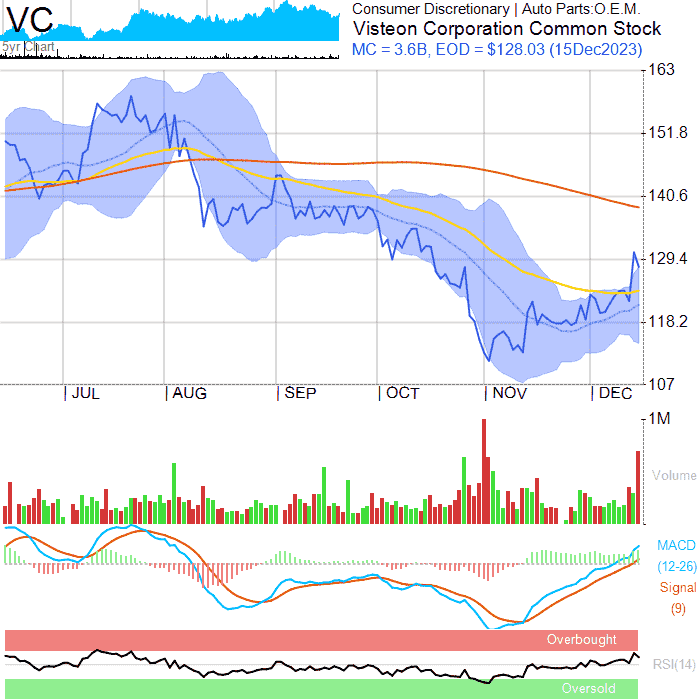 VC
5yr Chart
Consumer Discretionary | Auto Parts:O.E.M.
Visteon Corporation Common Stock
MC = 3.6B, EOD = $128.03 (15Dec2023)
163
151.8
140.6
129.4
118.2
107
JUL AUG SEP OCT NOV DEC
1M
Volume
MACD
(12-26)
Signal
(9)
Overbought
RSI(14)
Oversold